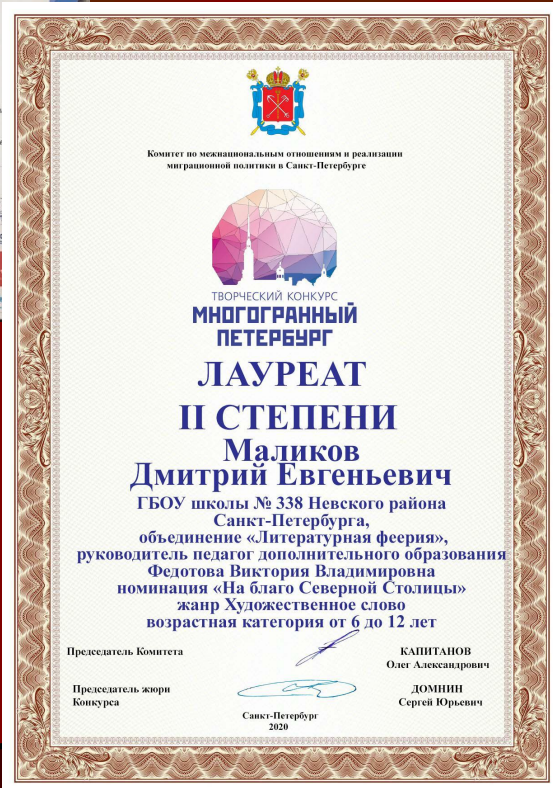 Комитет по межнациональным отношениям и реализации
миграционной политики в Санкт-Петербурге
ТВОРЧЕСКИЙ КОНКУРС
МНОГОГРАННЫЙ
ПЕТЕРБУРГ
ЛАУРЕАТ
II СТЕПЕНИ
Маликов
Дмитрий Евгеньевич
ГБОУ школы № 338 Невского района
Санкт-Петербурга,
объединение «Литературная феерия»,
руководитель педагог дополнительного образования
Федотова Виктория Владимировна
номинация «На благо Северной Столицы»
жанр Художественное слово
возрастная категория от 6 до 12 лет
Председатель Комитета
КАПИТАНОВ
Олег Александрович
Председатель жюри
Конкурса
ДОМНИН
Сергей Юрьевич
Санкт-Петербург
2020